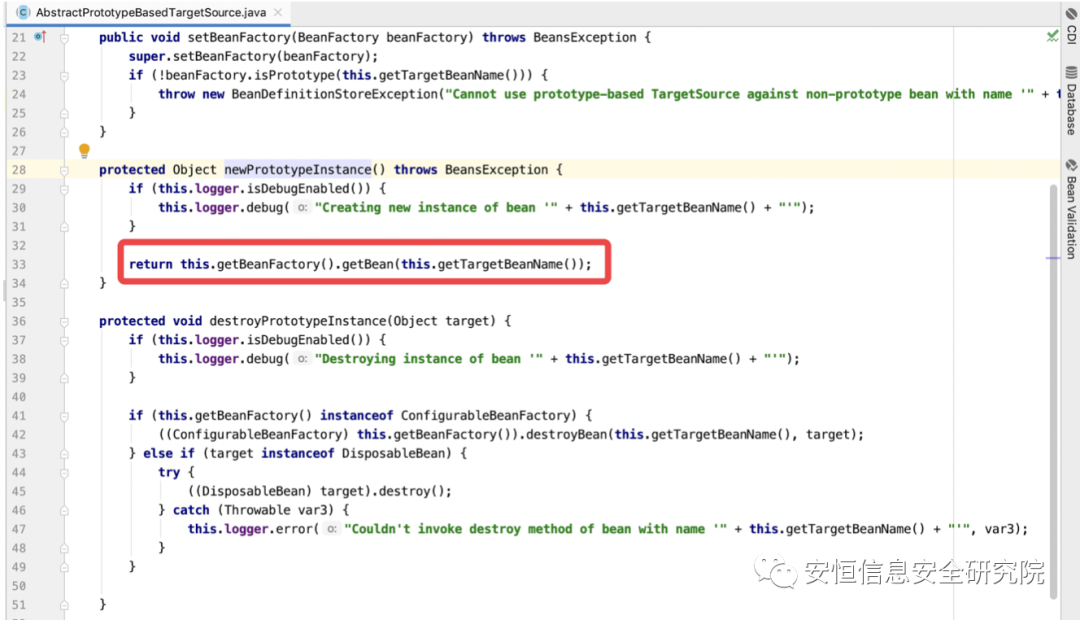 AbstractPrototypeBasedTargetSource.java
21 public void setBeanFactory(BeanFactory beanFactory) throws BeansException {
22 super.setBeanFactory(beanFactory);
23 if (!beanFactory.isPrototype(this.getTargetBeanName())) {
24 throw new BeanDefinitionStoreException("Cannot use prototype-based TargetSource against non-prototype bean with name '" + t
25 }
26 }
27
28 protected Object newPrototypeInstance() throws BeansException {
29 if (this.logger.isDebugEnabled()) {
30 this.logger.debug( o: "Creating new instance of bean '" + this.getTargetBeanName() + "'");
31 }
32
33 return this.getBeanFactory().getBean(this.getTargetBeanName());
34 }
35
36 protected void destroyPrototypeInstance(Object target) {
37 if (this.logger.isDebugEnabled()) {
38 this.logger.debug( o: "Destroying instance of bean '" + this.getTargetBeanName() + "'");
39 }
40
41 if (this.getBeanFactory() instanceof ConfigurableBeanFactory) {
42 ((ConfigurableBeanFactory) this.getBeanFactory()).destroyBean(this.getTargetBeanName(), target);
43 } else if (target instanceof DisposableBean) {
44 try {
45 ((DisposableBean) target).destroy();
46 } catch (Throwable var3) {
47 this.logger.error( o: "Couldn't invoke destroy method of bean with name '" + this.getTargetBeanName() + "'", var3);
48 }
49 }
50
51 }
CDI
Database
Bean Validation
安恒信息安全研究院